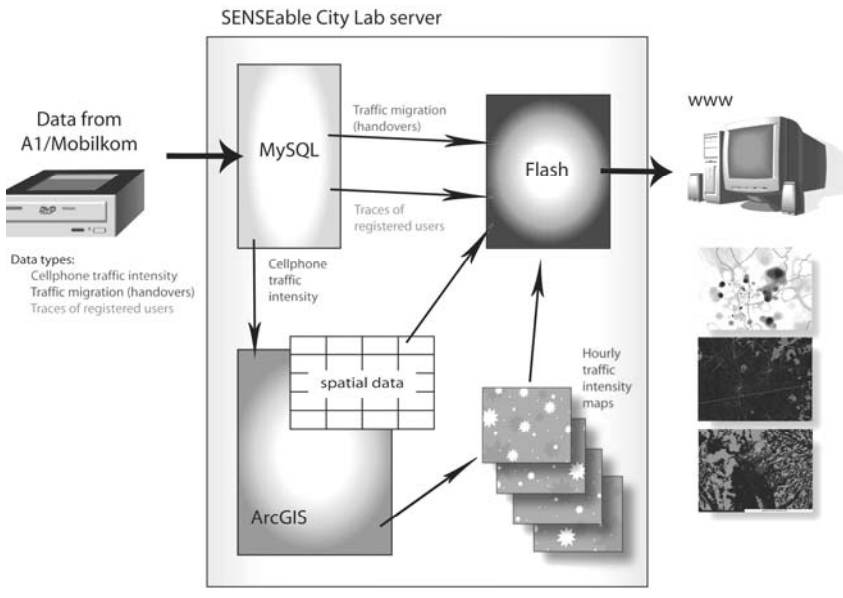 SENSEable City Lab server
Data from
A1/Mobilkom
DVD
Data types:
Cellphone traffic intensity
Traffic migration (handovers)
Traces of registered users
MySQL
Traffic migration
(handovers)
Traces of
registered users
Flash
www
Cellphone
traffic
intensity
spatial data
ArcGIS
Hourly
traffic
intensity
maps